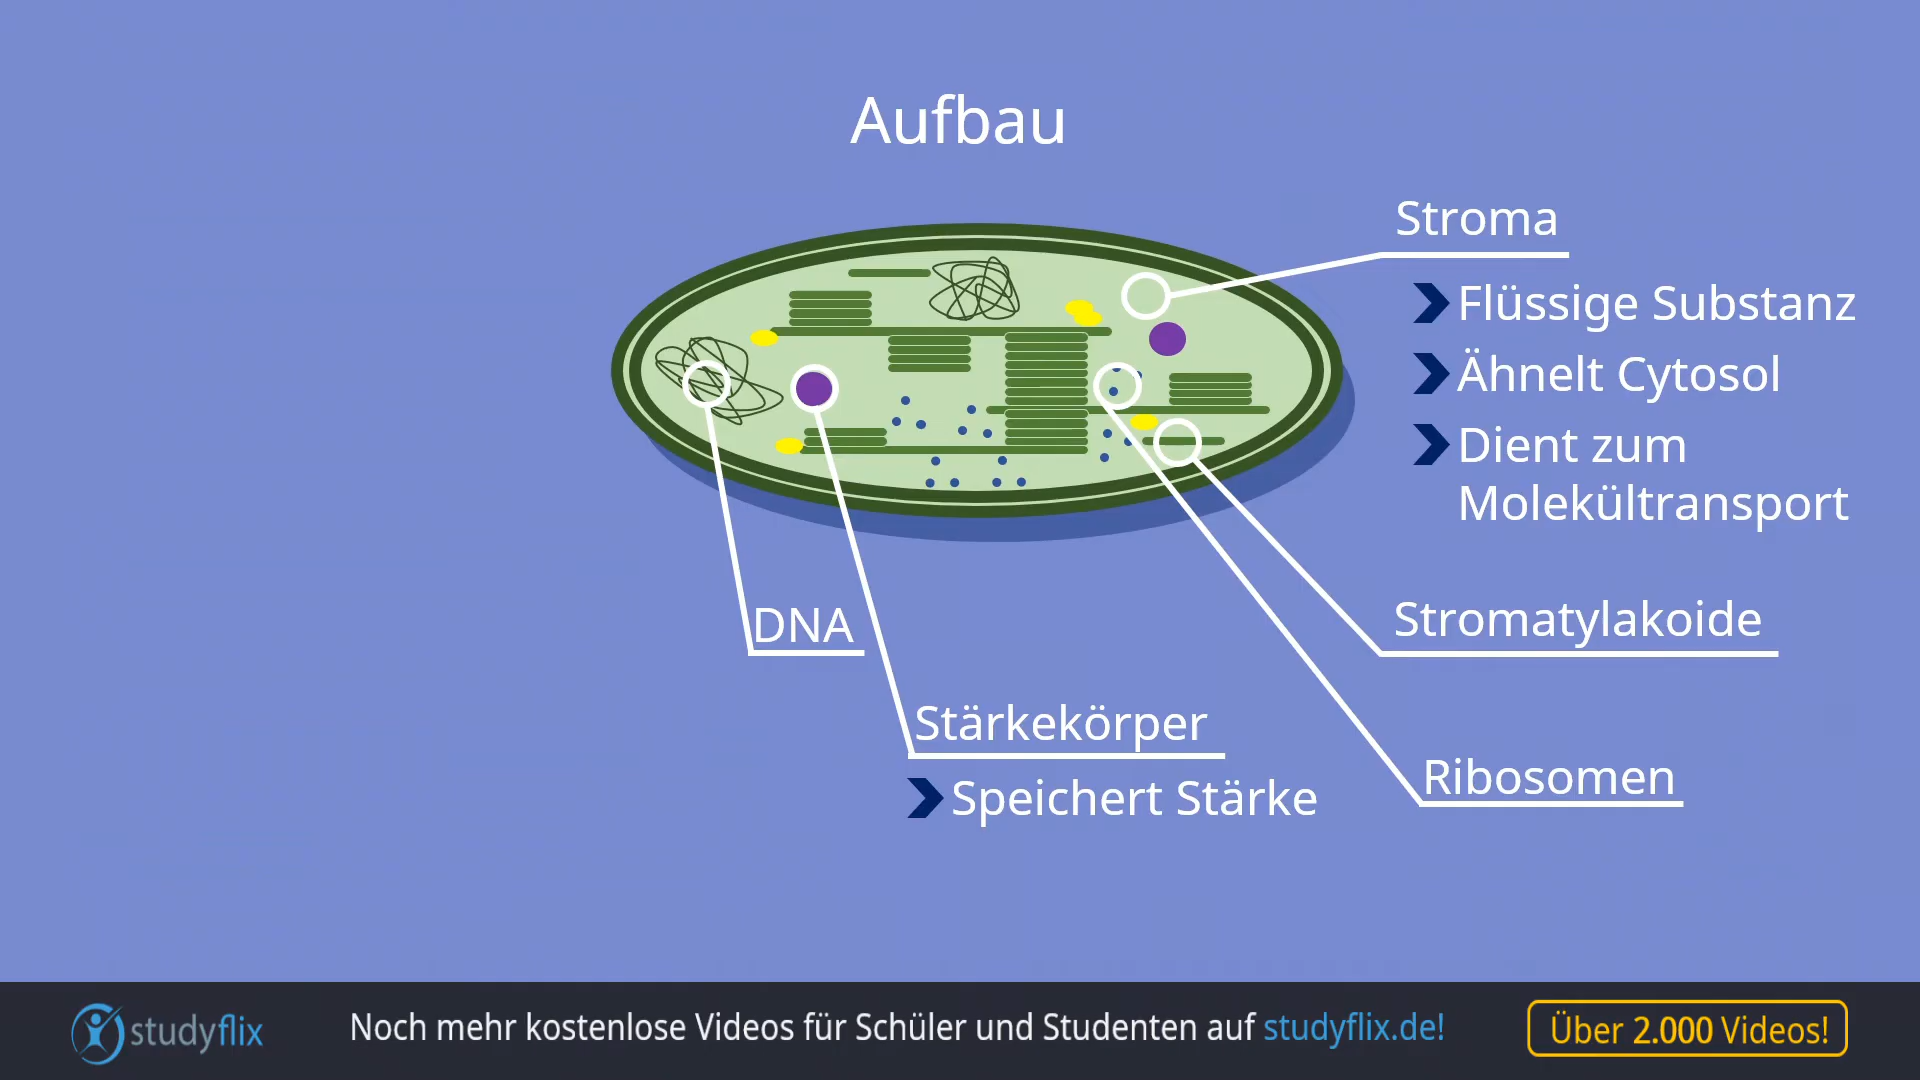 Aufbau
Stroma
Flüssige Substanz
Ähnelt Cytosol
Dient zum
Molekültransport
Stromatylakoide
DNA
Stärkekörper
Speichert Stärke
Ribosomen
studyflix
Noch mehr kostenlose Videos für Schüler und Studenten auf studyflix.de!
Über 2.000 Videos!